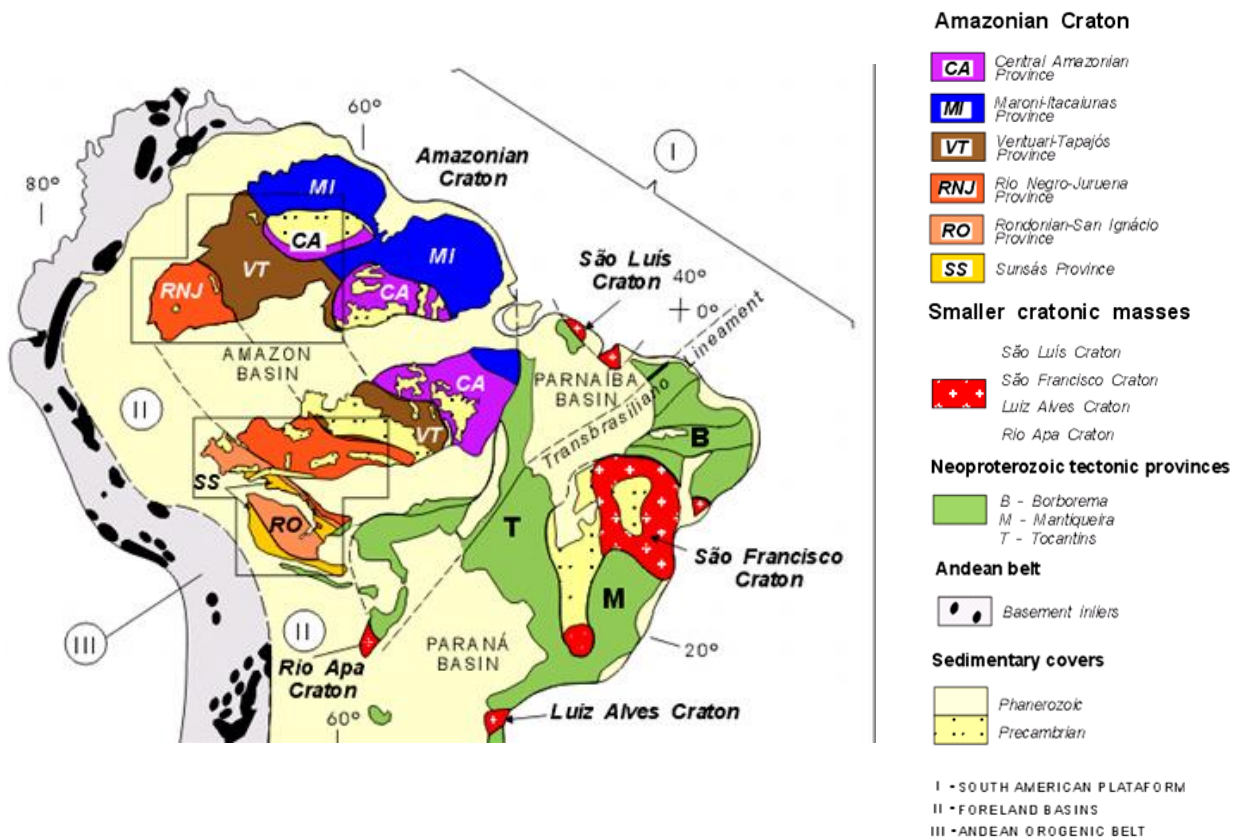 60°
80°
Amazonian
Craton
I
MI
CA
MI
VT
RNJ
CA
São Luís
Craton
40°
0°
AMAZON
BASIN
PARNAÍBA
BASIN
Transbrasiliano Lineament
II
CA
VT
B
SS
RO
T
São Francisco
Craton
M
III
II
Rio Apa
Craton
PARANÁ
BASIN
20°
60°
Luiz Alves Craton
Amazonian Craton
CA Central Amazonian
Province
MI Maroni-Itacaiunas
Province
VT Ventuari-Tapajós
Province
RNJ Rio Negro-Juruena
Province
RO Rondonian-San Ignácio
Province
SS Sunsás Province
Smaller cratonic masses
São Luís Craton
São Francisco Craton
Luiz Alves Craton
Rio Apa Craton
Neoproterozoic tectonic provinces
B - Borborema
M - Mantiqueira
T - Tocantins
Andean belt
Basement inliers
Sedimentary covers
Phanerozoic
Precambrian
I - SOUTH AMERICAN PLATAFORM
II - FORELAND BASINS
III - ANDEAN OROGENIC BELT